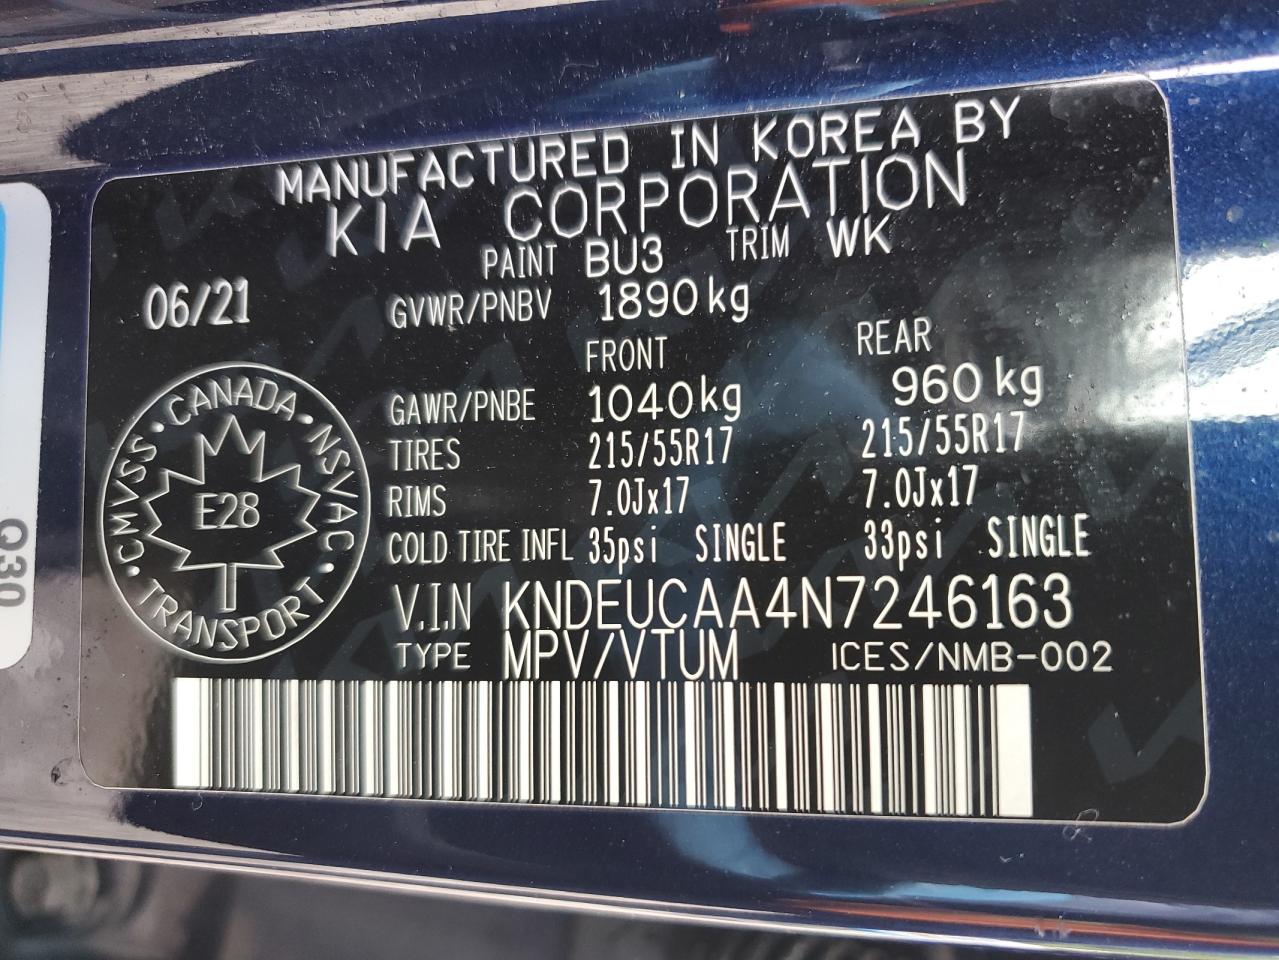 MANUFACTURED IN KOREA BY
KIA CORPORATION
PAINT BU3 TRIM WK
06/21
GVWR/PNBV 1890kg
FRONT REAR
GAWR/PNBE 1040kg 960kg
TIRES 215/55R17 215/55R17
RIMS 7.0Jx17 7.0Jx17
COLD TIRE INFL 35psi SINGLE 33psi SINGLE
V.I.N KNDEUCAA4N7246163
TYPE MPV/VTUM ICES/NMB-002
CMVSS • CANADA • NSVAC • TRANSPORT •
E28
Q30